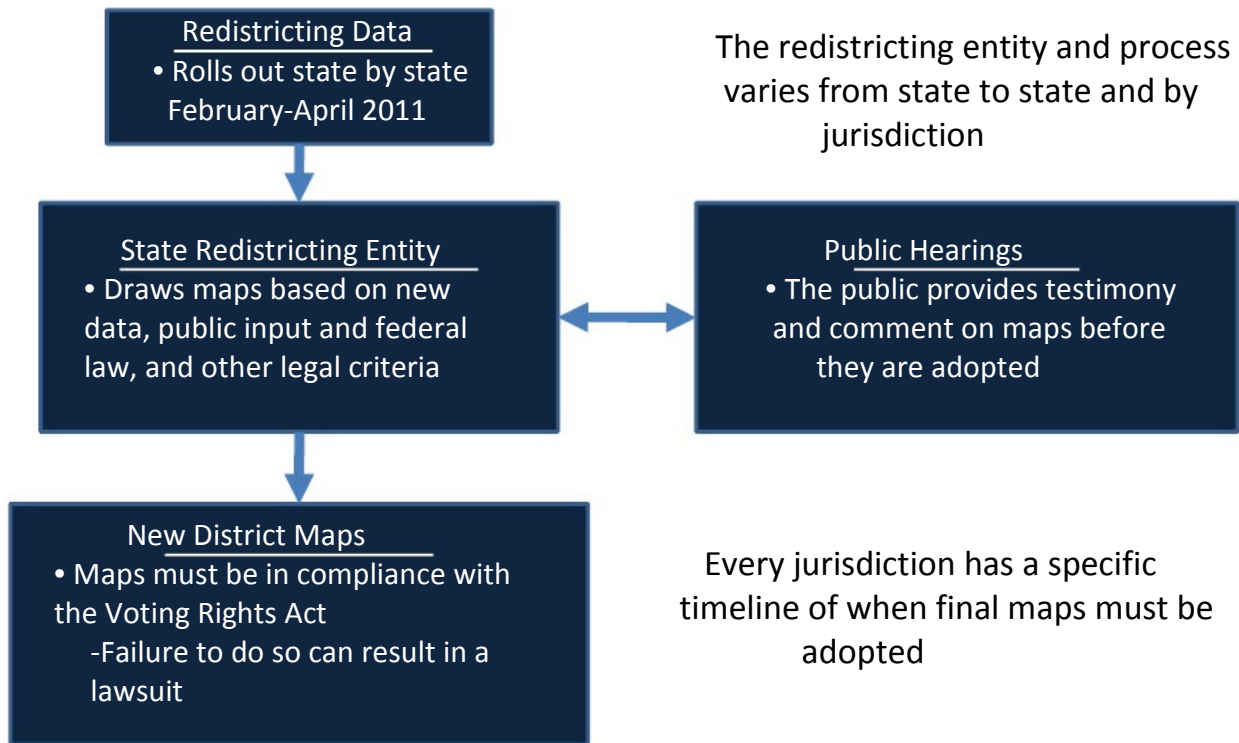 Redistricting Data
• Rolls out state by state
February-April 2011
The redistricting entity and process
varies from state to state and by
jurisdiction
State Redistricting Entity
• Draws maps based on new
data, public input and federal
law, and other legal criteria
Public Hearings
• The public provides testimony
and comment on maps before
they are adopted
New District Maps
• Maps must be in compliance with
the Voting Rights Act
-Failure to do so can result in a
lawsuit
Every jurisdiction has a specific
timeline of when final maps must be
adopted